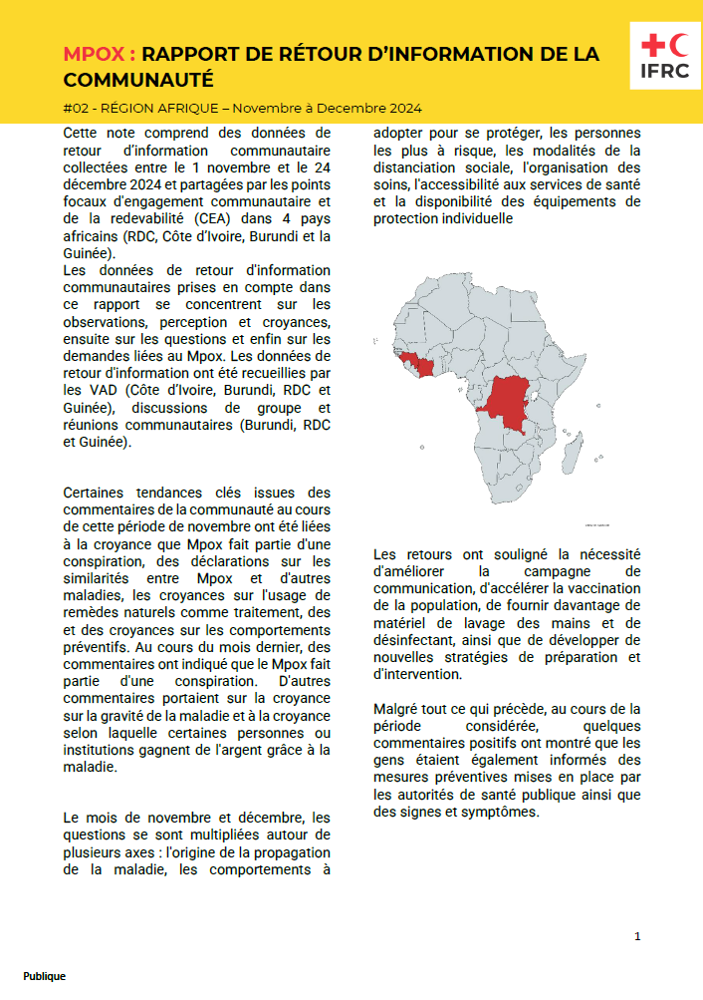 MPOX : RAPPORT DE RÉTOUR D'INFORMATION DE LA
COMMUNAUTÉ
#02 - RÉGION AFRIQUE – Novembre à Decembre 2024
IFRC
Cette note comprend des données de
retour d'information communautaire
collectées entre le 1 novembre et le 24
décembre 2024 et partagées par les points
focaux d'engagement communautaire et
de la redevabilité (CEA) dans 4 pays
africains (RDC, Côte d'Ivoire, Burundi et la
Guinée).
Les données de retour d'information
communautaires prises en compte dans
ce rapport se concentrent sur les
observations, perception et croyances,
ensuite sur les questions et enfin sur les
demandes liées au Mpox. Les données de
retour d'information ont été recueillies par
les VAD (Côte d'Ivoire, Burundi, RDC et
Guinée), discussions de groupe et
réunions communautaires (Burundi, RDC
et Guinée).
Certaines tendances clés issues des
commentaires de la communauté au cours
de cette période de novembre ont été liées
à la croyance que Mpox fait partie d'une
conspiration, des déclarations sur les
similarités entre Mpox et d'autres
maladies, les croyances sur l'usage de
remèdes naturels comme traitement, des
et des croyances sur les comportements
préventifs. Au cours du mois dernier, des
commentaires ont indiqué que le Mpox fait
partie d'une conspiration. D'autres
commentaires portaient sur la croyance
sur la gravité de la maladie et à la croyance
selon laquelle certaines personnes ou
institutions gagnent de l'argent grâce à la
maladie.
Le mois de novembre et décembre, les
questions se sont multipliées autour de
plusieurs axes : l'origine de la propagation
de la maladie, les comportements à
adopter pour se protéger, les personnes
les plus à risque, les modalités de la
distanciation sociale, l'organisation des
soins, l'accessibilité aux services de santé
et la disponibilité des équipements de
protection individuelle
Les retours ont souligné la nécessité
d'améliorer la campagne de
communication, d'accélérer la vaccination
de la population, de fournir davantage de
matériel de lavage des mains et de
désinfectant, ainsi que de développer de
nouvelles stratégies de préparation et
d'intervention.
Malgré tout ce qui précède, au cours de la
période considérée, quelques
commentaires positifs ont montré que les
gens étaient également informés des
mesures préventives mises en place par
les autorités de santé publique ainsi que
des signes et symptômes.
1
Publique